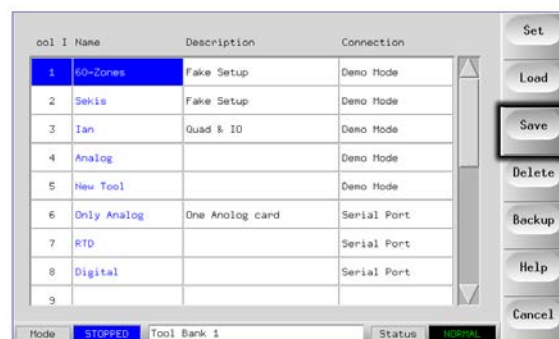 ool I Name Description Connection
1 60-Zones Fake Setup Demo Mode
2 Sekis Fake Setup Demo Mode
3 Ian Quad & IO Demo Mode
4 Analog Demo Mode
5 New Tool Demo Mode
6 Only Analog One Anolog card Serial Port
7 RTD Serial Port
8 Digital Serial Port
9
Mode STOPPED Tool Bank 1 Status NORMAL
Set
Load
Save
Delete
Backup
Help
Cancel